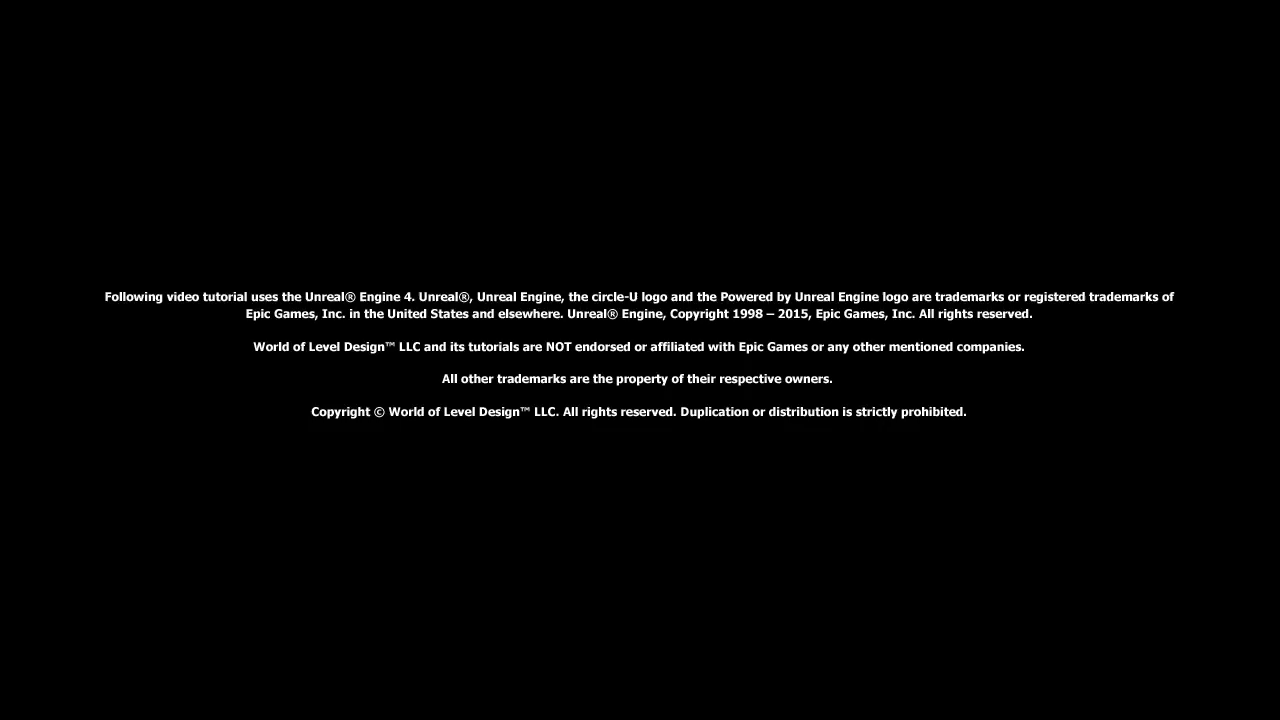 Following video tutorial uses the Unreal® Engine 4. Unreal®, Unreal Engine, the circle-U logo and the Powered by Unreal Engine logo are trademarks or registered trademarks of
Epic Games, Inc. in the United States and elsewhere. Unreal® Engine, Copyright 1998 – 2015, Epic Games, Inc. All rights reserved.
World of Level Design™ LLC and its tutorials are NOT endorsed or affiliated with Epic Games or any other mentioned companies.
All other trademarks are the property of their respective owners.
Copyright © World of Level Design™ LLC. All rights reserved. Duplication or distribution is strictly prohibited.